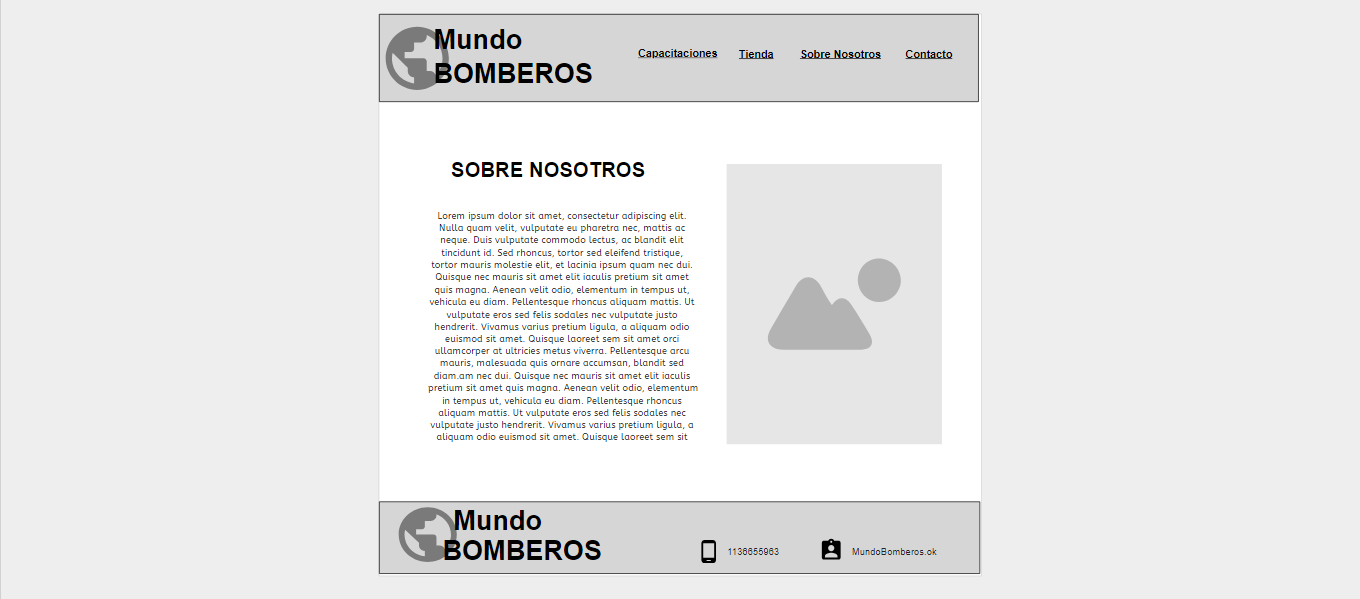 Mundo
BOMBEROS
Capacitaciones Tienda Sobre Nosotros Contacto
SOBRE NOSOTROS
Lorem ipsum dolor sit amet, consectetur adipiscing elit.
Nulla quam velit, vulputate eu pharetra nec, mattis ac
neque. Duis vulputate commodo lectus, ac blandit elit
tincidunt id. Sed rhoncus, tortor sed eleifend tristique,
tortor mauris molestie elit, et lacinia ipsum quam nec dui.
Quisque nec mauris sit amet elit iaculis pretium sit amet
quis magna. Aenean velit odio, elementum in tempus ut,
vehicula eu diam. Pellentesque rhoncus aliquam mattis. Ut
vulputate eros sed felis sodales nec vulputate justo
hendrerit. Vivamus varius pretium ligula, a aliquam odio
euismod sit amet. Quisque laoreet sem sit amet orci
ullamcorper at ultricies metus viverra. Pellentesque arcu
mauris, malesuada quis ornare accumsan, blandit sed
diam.am nec dui. Quisque nec mauris sit amet elit iaculis
pretium sit amet quis magna. Aenean velit odio, elementum
in tempus ut, vehicula eu diam. Pellentesque rhoncus
aliquam mattis. Ut vulputate eros sed felis sodales nec
vulputate justo hendrerit. Vivamus varius pretium ligula, a
aliquam odio euismod sit amet. Quisque laoreet sem sit
Mundo
BOMBEROS
1136655963 MundoBomberos.ok